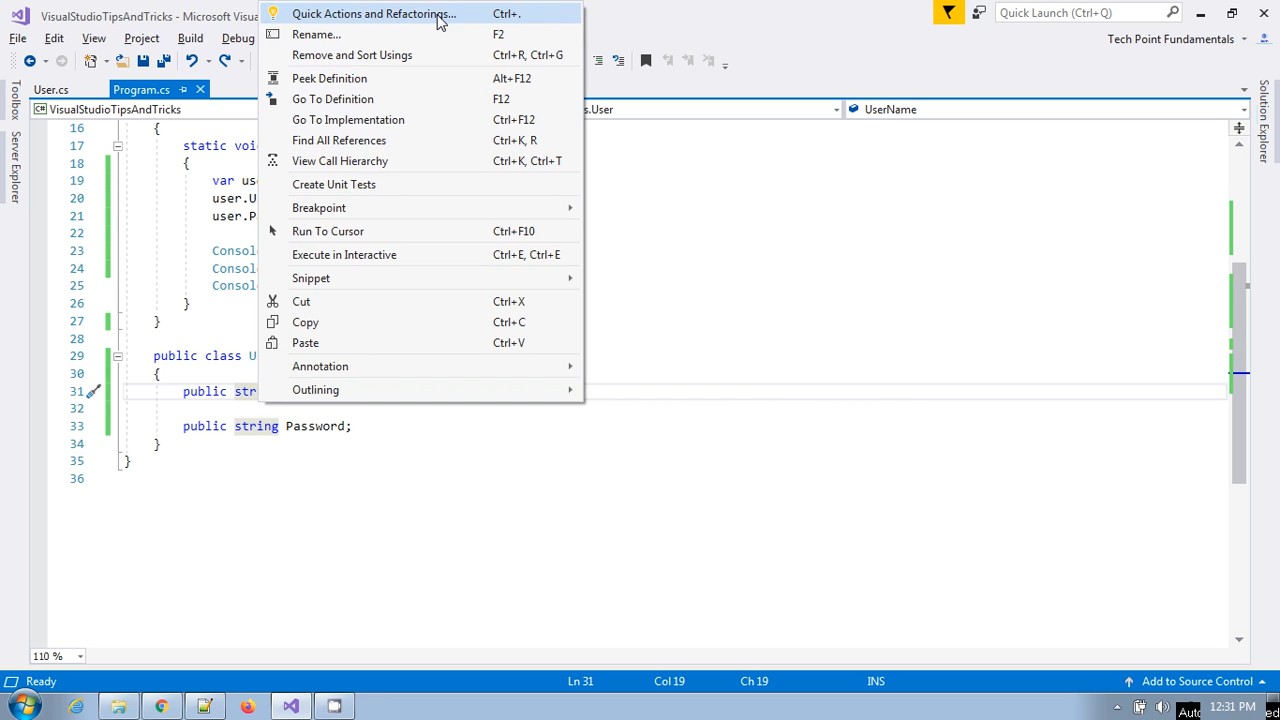 VisualStudioTipsAndTricks - Microsoft Visua
Quick Launch (Ctrl+Q)
File Edit View Project Build Debug
Tech Point Fundamentals
User.cs Program.cs
VisualStudioTipsAndTricks
s.User
UserName
Toolbox
Server Explorer
Solution Explorer
Quick Actions and Refactorings... Ctrl+.
Rename... F2
Remove and Sort Usings Ctrl+R, Ctrl+G
Peek Definition Alt+F12
Go To Definition F12
Go To Implementation Ctrl+F12
Find All References Ctrl+K, R
View Call Hierarchy Ctrl+K, Ctrl+T
Create Unit Tests
Breakpoint
Run To Cursor Ctrl+F10
Execute in Interactive Ctrl+E, Ctrl+E
Snippet
Cut Ctrl+X
Copy Ctrl+C
Paste Ctrl+V
Annotation
Outlining
16 {
17 static voi
18 {
19 var use
20 user.U
21 user.P
22
23 Consol
24 Consol
25 Consol
26 }
27 }
28
29 public class U
30 {
31 public str
32
33 public string Password;
34 }
35 }
36
110 %
Ready Ln 31 Col 19 Ch 19 INS Add to Source Control
12:31 PM